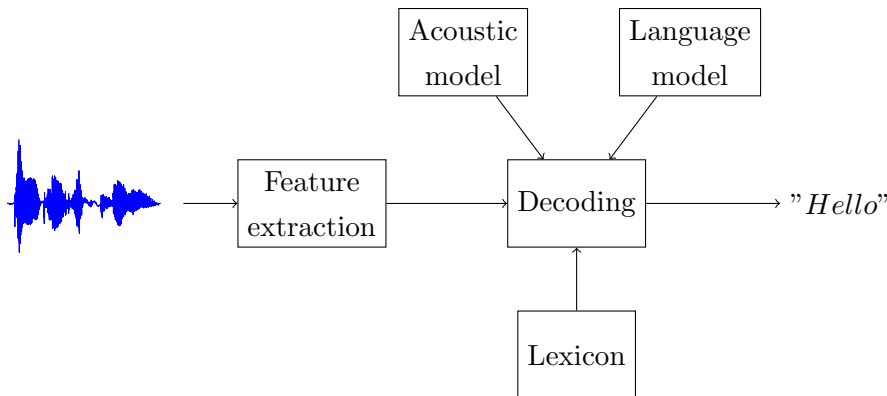 Acoustic
model
Language
model
Feature
extraction
Decoding
"Hello"
Lexicon